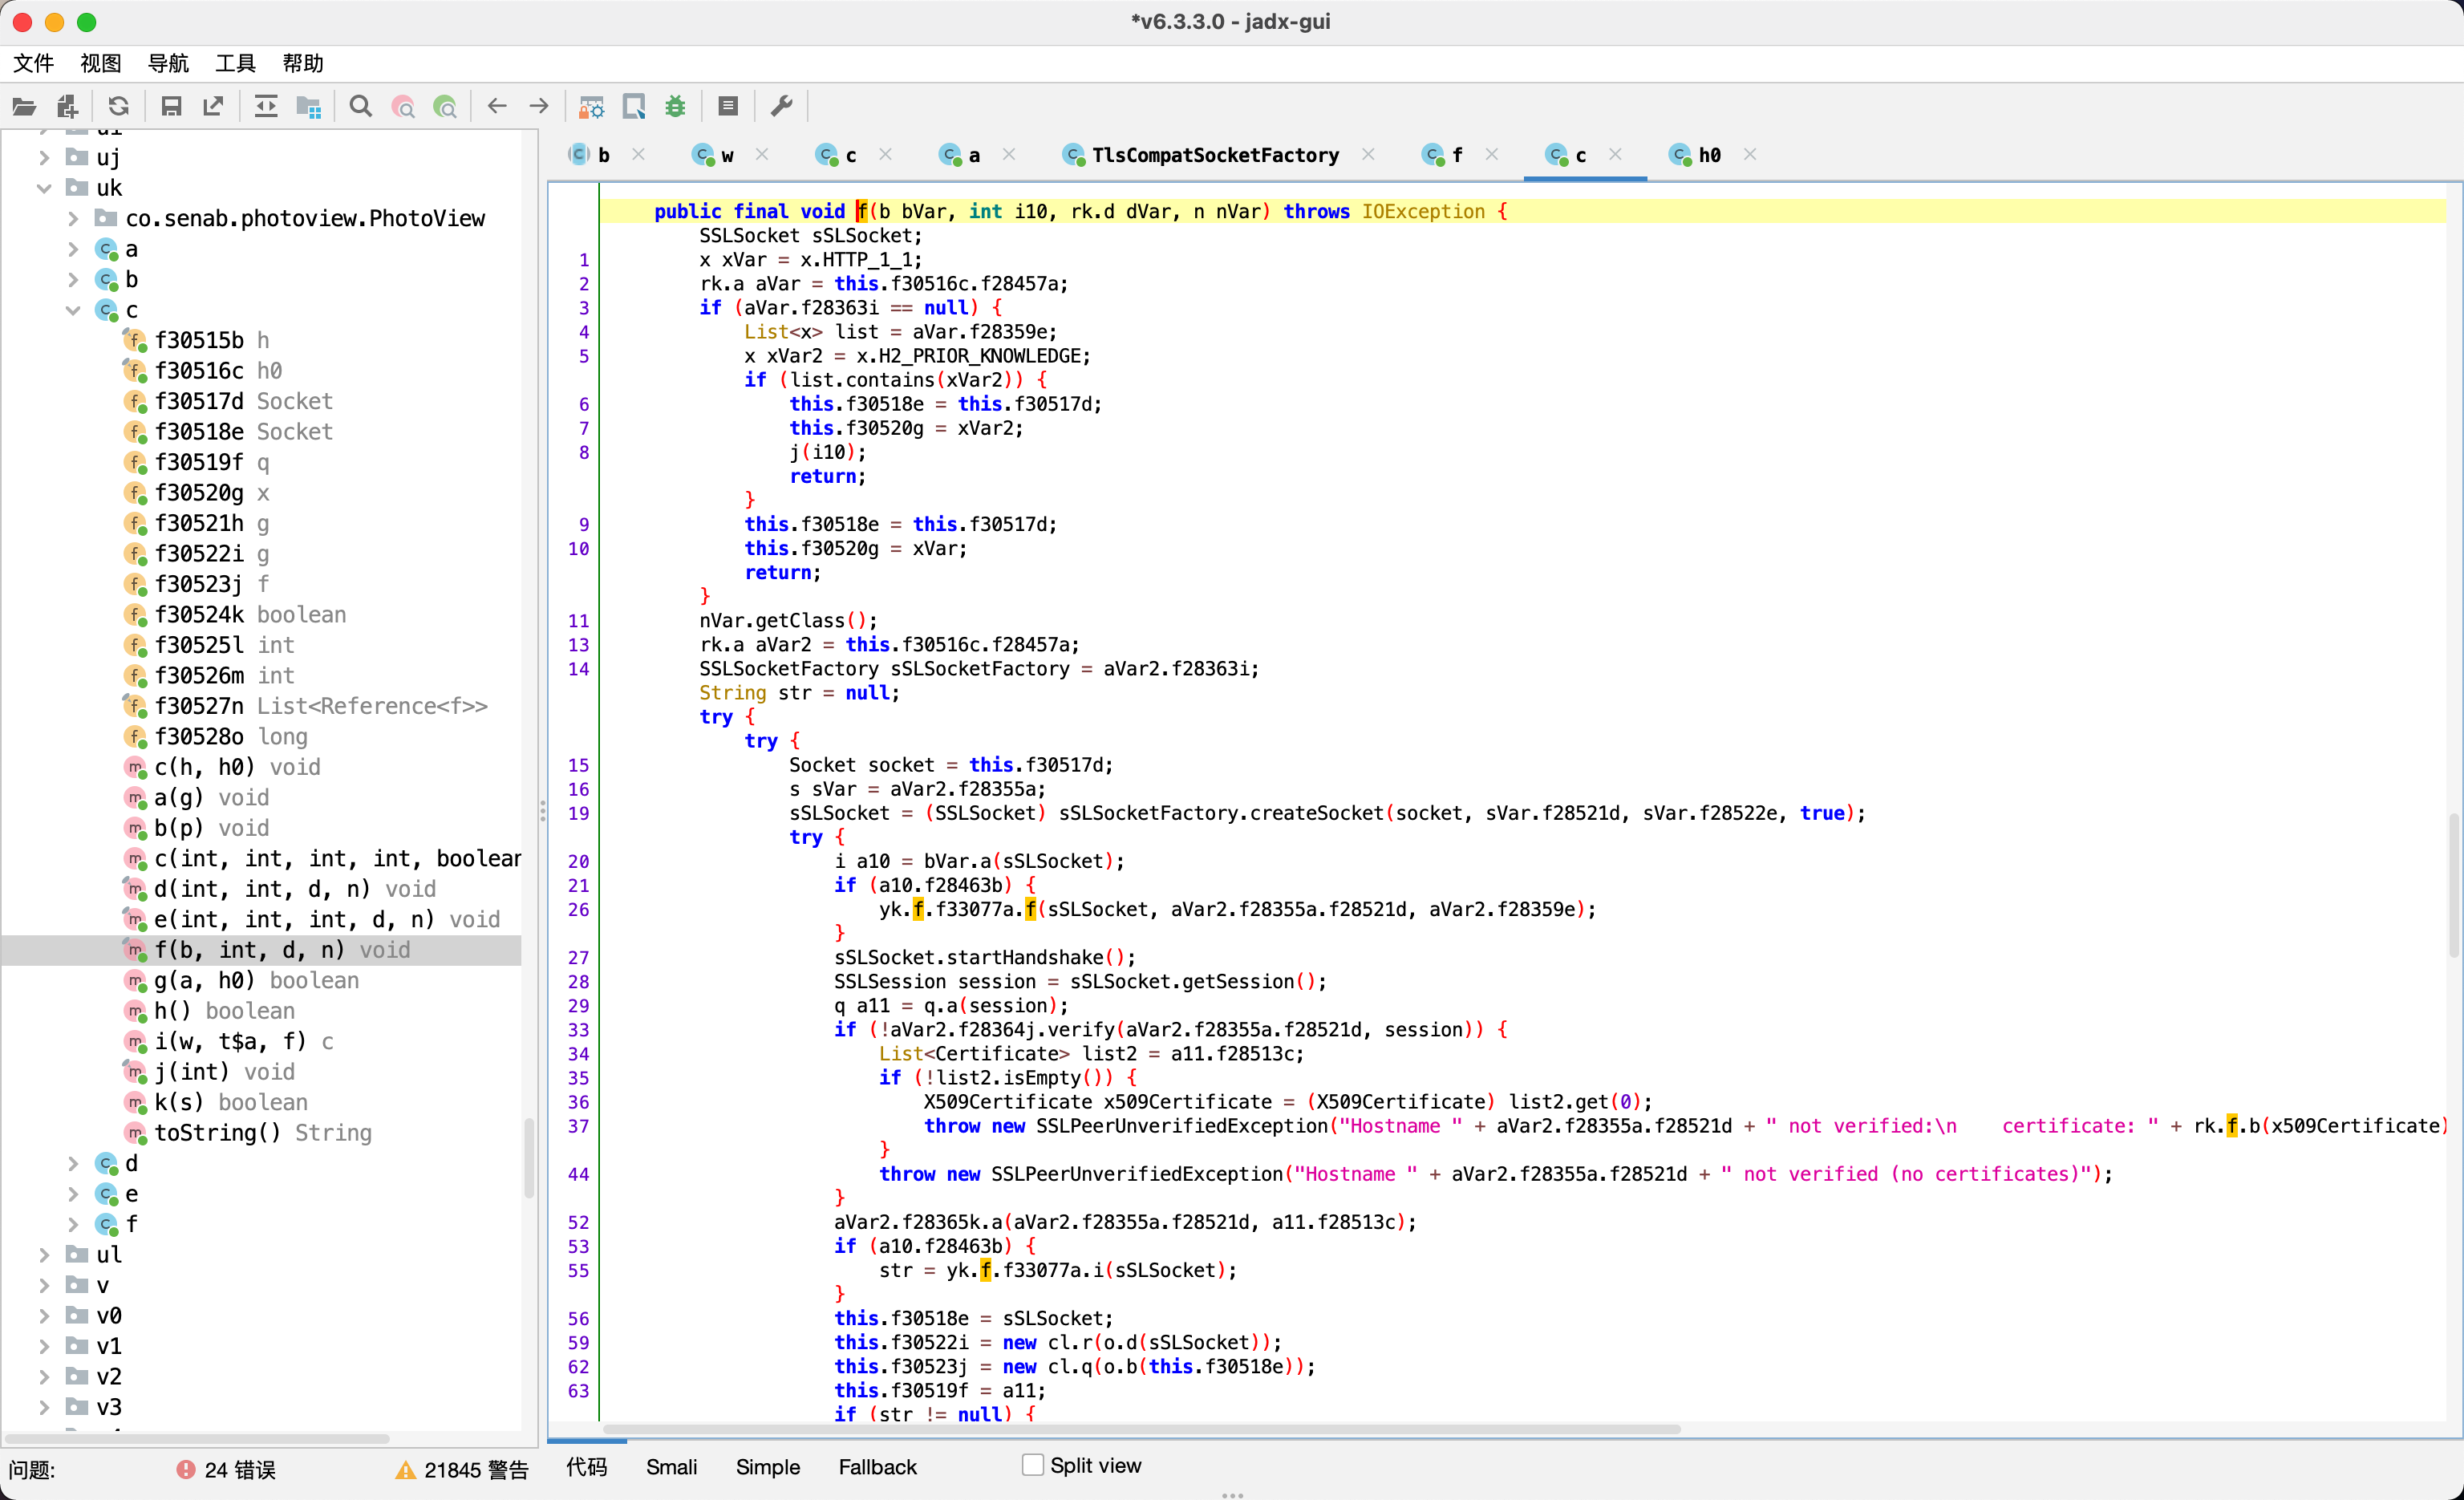 *v6.3.3.0 - jadx-gui
文件 视图 导航 工具 帮助
uj
uk
co.senab.photoview.PhotoView
a
b
c
f30515b h
f30516c h0
f30517d Socket
f30518e Socket
f30519f q
f30520g x
f30521h g
f30522i g
f30523j f
f30524k boolean
f30525l int
f30526m int
f30527n List<Reference<f>>
f30528o long
c(h, h0) void
a(g) void
b(p) void
c(int, int, int, int, boolean
d(int, int, d, n) void
e(int, int, int, d, n) void
f(b, int, d, n) void
g(a, h0) boolean
h() boolean
i(w, t$a, f) c
j(int) void
k(s) boolean
toString() String
d
e
f
ul
v
v0
v1
v2
v3
问题: 24 错误 21845 警告
b w c a TlsCompatSocketFactory f c h0
public final void f(b bVar, int i10, rk.d dVar, n nVar) throws IOException {
SSLSocket sSLSocket;
1 x xVar = x.HTTP_1_1;
2 rk.a aVar = this.f30516c.f28457a;
3 if (aVar.f28363i == null) {
4 List<x> list = aVar.f28359e;
5 x xVar2 = x.H2_PRIOR_KNOWLEDGE;
if (list.contains(xVar2)) {
6 this.f30518e = this.f30517d;
7 this.f30520g = xVar2;
8 j(i10);
return;
}
9 this.f30518e = this.f30517d;
10 this.f30520g = xVar;
return;
}
11 nVar.getClass();
13 rk.a aVar2 = this.f30516c.f28457a;
14 SSLSocketFactory sSLSocketFactory = aVar2.f28363i;
String str = null;
try {
try {
15 Socket socket = this.f30517d;
16 s sVar = aVar2.f28355a;
19 sSLSocket = (SSLSocket) sSLSocketFactory.createSocket(socket, sVar.f28521d, sVar.f28522e, true);
try {
20 i a10 = bVar.a(sSLSocket);
21 if (a10.f28463b) {
26 yk.f.f33077a.f(sSLSocket, aVar2.f28355a.f28521d, aVar2.f28359e);
}
27 sSLSocket.startHandshake();
28 SSLSession session = sSLSocket.getSession();
29 q a11 = q.a(session);
33 if (!aVar2.f28364j.verify(aVar2.f28355a.f28521d, session)) {
34 List<Certificate> list2 = a11.f28513c;
35 if (!list2.isEmpty()) {
36 X509Certificate x509Certificate = (X509Certificate) list2.get(0);
37 throw new SSLPeerUnverifiedException("Hostname " + aVar2.f28355a.f28521d + " not verified:\n    certificate: " + rk.f.b(x509Certificate)
}
44 throw new SSLPeerUnverifiedException("Hostname " + aVar2.f28355a.f28521d + " not verified (no certificates)");
}
52 aVar2.f28365k.a(aVar2.f28355a.f28521d, a11.f28513c);
53 if (a10.f28463b) {
55 str = yk.f.f33077a.i(sSLSocket);
}
56 this.f30518e = sSLSocket;
59 this.f30522i = new cl.r(o.d(sSLSocket));
62 this.f30523j = new cl.q(o.b(this.f30518e));
63 this.f30519f = a11;
if (str != null) {
代码 Smali Simple Fallback Split view